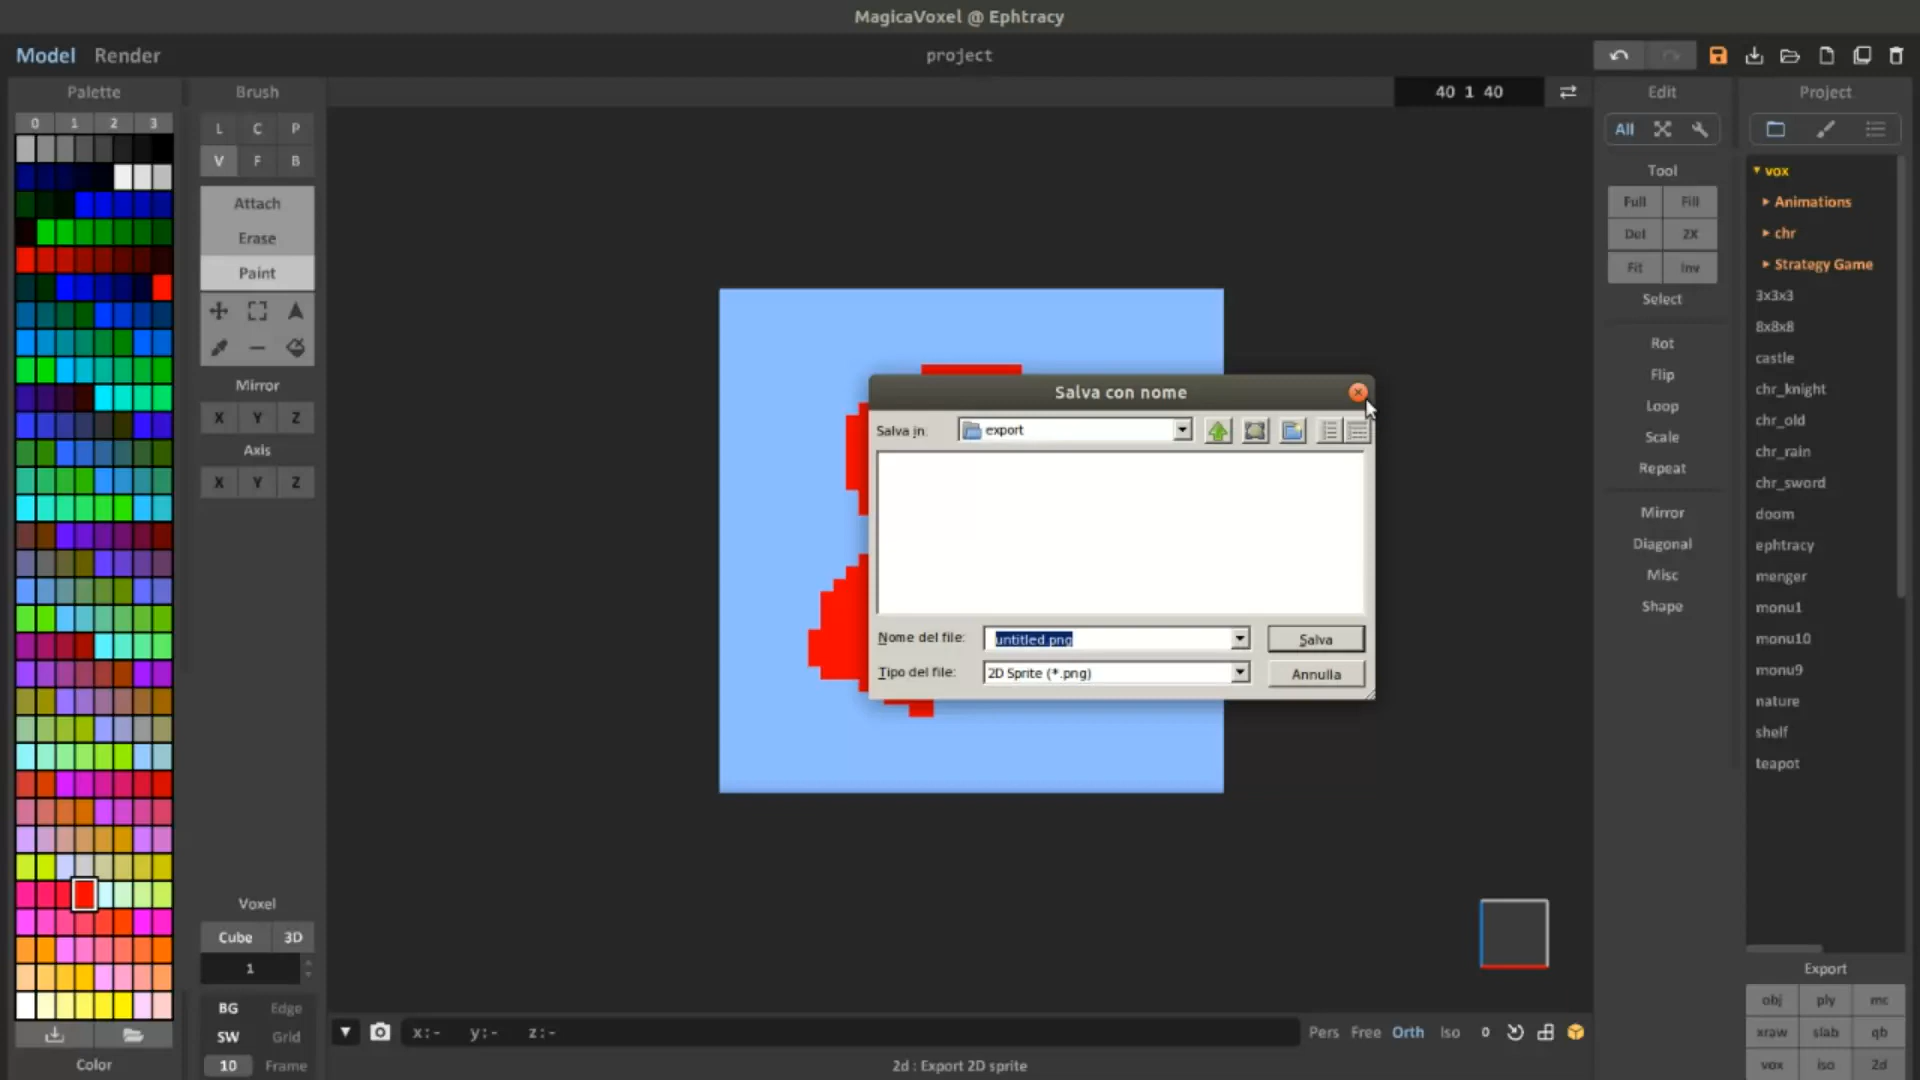 MagicaVoxel @ Ephtracy
Model Render
project
Palette
0 1 2 3
Color
Brush
L C P
V F B
Attach
Erase
Paint
Mirror
X Y Z
Axis
X Y Z
Voxel
Cube 3D
1
BG Edge
SW Grid
10 Frame
40 1 40
Salva con nome
Salva in:
export
Nome del file:
untitled.png
Salva
Tipo del file:
2D Sprite (*.png)
Annulla
x:- y:- z:-
Pers Free Orth Iso 0
2d : Export 2D sprite
Edit
All
Tool
Full Fill
Del 2X
Fit Inv
Select
Rot
Flip
Loop
Scale
Repeat
Mirror
Diagonal
Misc
Shape
Project
vox
Animations
chr
Strategy Game
3x3x3
8x8x8
castle
chr_knight
chr_old
chr_rain
chr_sword
doom
ephtracy
menger
monu1
monu10
monu9
nature
shelf
teapot
Export
obj ply mc
xraw slab qb
vox iso 2d